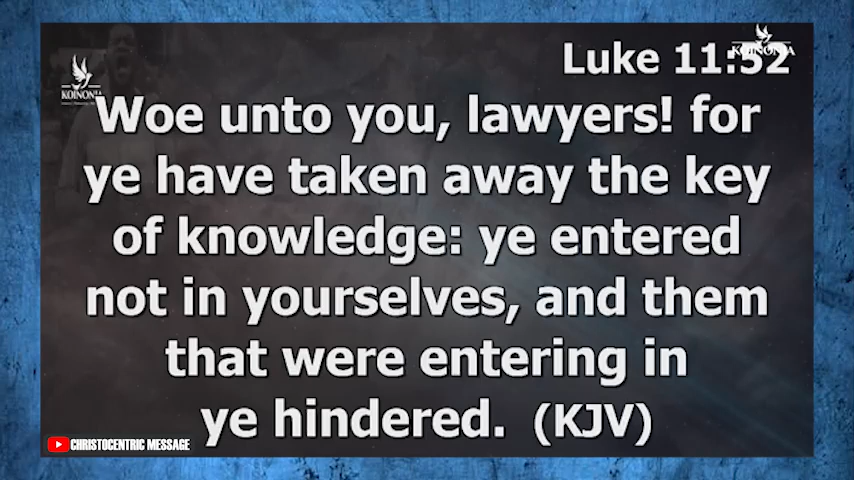 Luke 11:52
KOINONIA
KOINONIA
Woe unto you, lawyers! for
ye have taken away the key
of knowledge: ye entered
not in yourselves, and them
that were entering in
ye hindered. (KJV)
CHRISTOCENTRIC MESSAGE